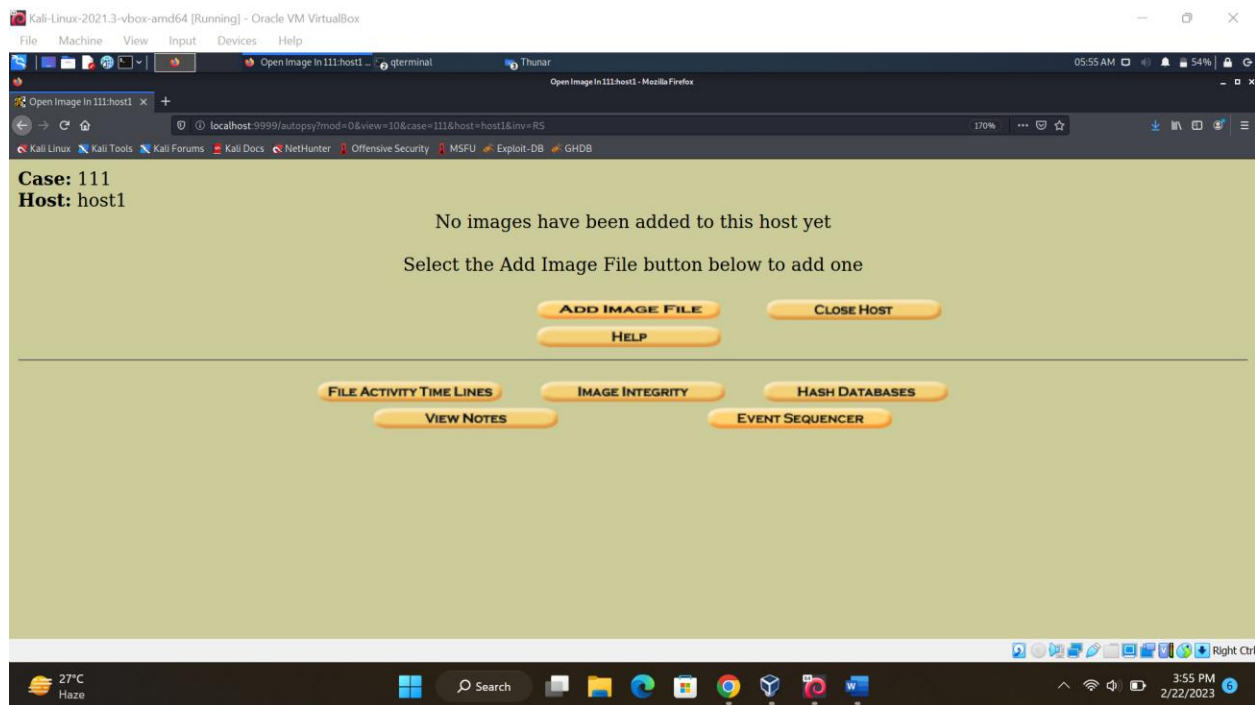 Kali-Linux-2021.3-vbox-amd64 [Running] - Oracle VM VirtualBox
File Machine View Input Devices Help
Open Image In 111:host1 ... qterminal Thunar 05:55 AM 54%
Open Image In 111:host1 - Mozilla Firefox
Open Image In 111:host1
localhost:9999/autopsy?mod=0&view=10&case=111&host=host1&inv=RS 170%
Kali Linux Kali Tools Kali Forums Kali Docs NetHunter Offensive Security MSFU Exploit-DB GHDB
Case: 111
Host: host1
No images have been added to this host yet
Select the Add Image File button below to add one
ADD IMAGE FILE CLOSE HOST
HELP
FILE ACTIVITY TIME LINES IMAGE INTEGRITY HASH DATABASES
VIEW NOTES EVENT SEQUENCER
Right Ctrl
27°C
Haze
Search
3:55 PM
2/22/2023
6